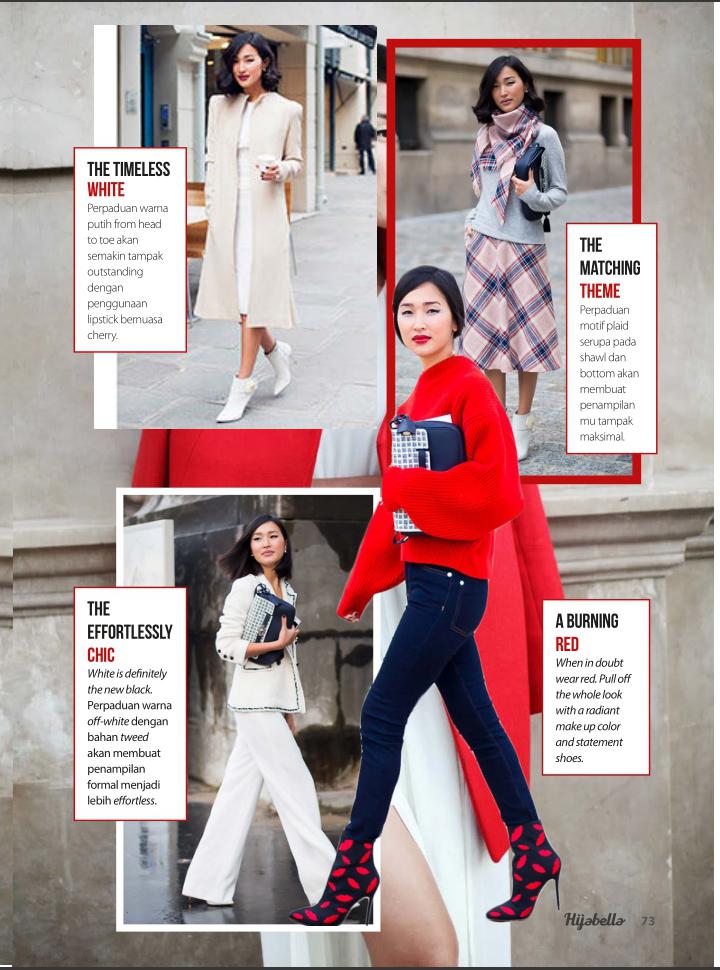 THE TIMELESS
WHITE
Perpaduan warna
putih from head
to toe akan
semakin tampak
outstanding
dengan
penggunaan
lipstick bernuasa
cherry.
THE
MATCHING
THEME
Perpaduan
motif plaid
serupa pada
shawl dan
bottom akan
membuat
penampilan
mu tampak
maksimal.
THE
EFFORTLESSLY
CHIC
White is definitely
the new black.
Perpaduan warna
off-white dengan
bahan tweed
akan membuat
penampilan
formal menjadi
lebih effortless.
A BURNING
RED
When in doubt
wear red. Pull off
the whole look
with a radiant
make up color
and statement
shoes.
Hijabella 73